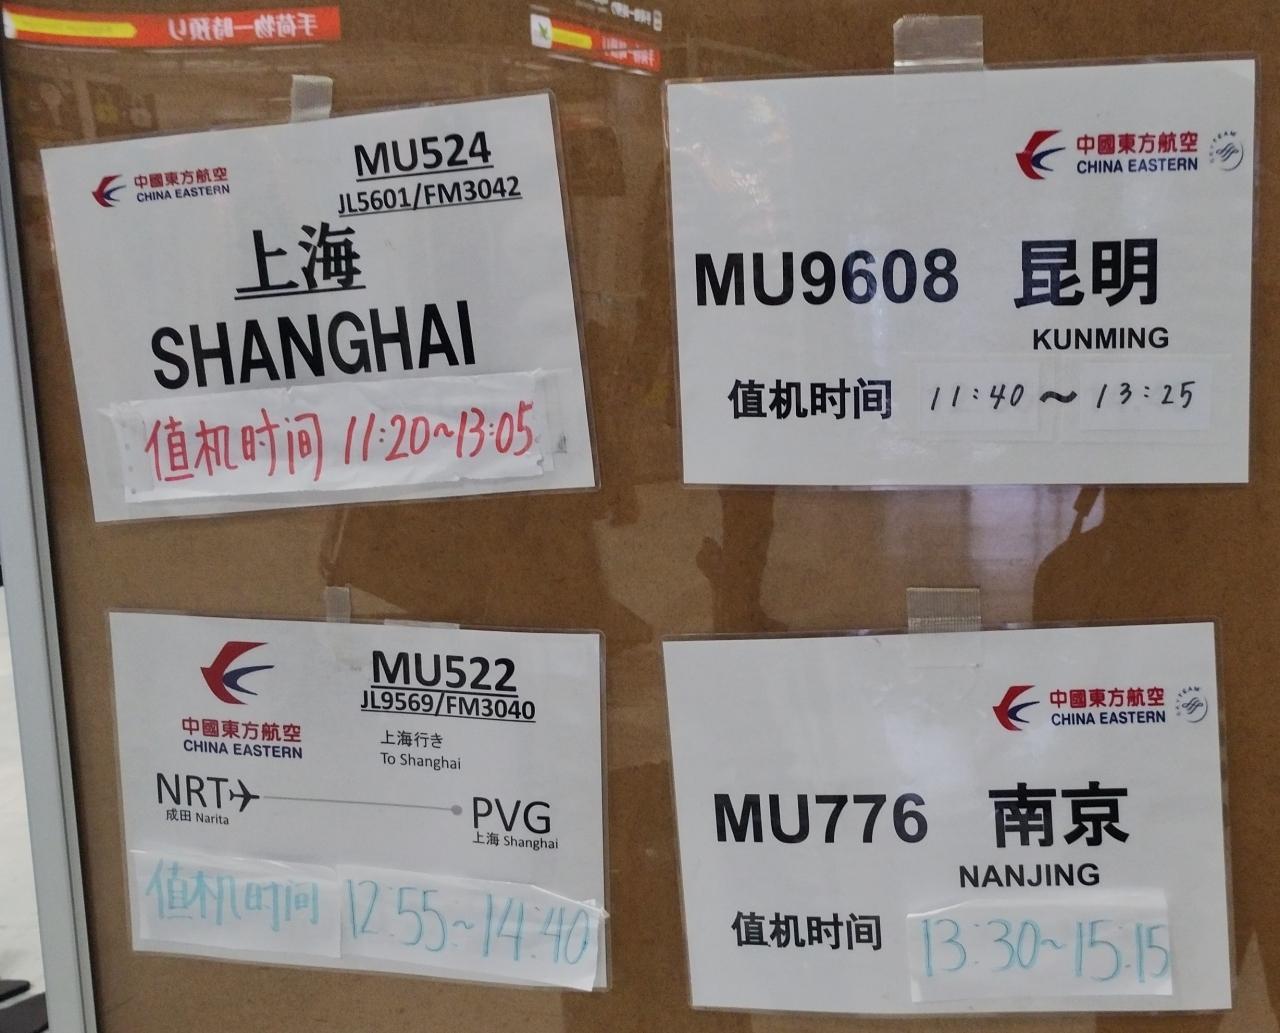 手荷物一時預り
中國東方航空
CHINA EASTERN
MU524
JL5601/FM3042
上海
SHANGHAI
值机时间 11:20~13:05
中國東方航空
CHINA EASTERN
SKYTEAM
MU9608 昆明
KUNMING
值机时间 11:40 ～ 13:25
中國東方航空
CHINA EASTERN
MU522
JL9569/FM3040
上海行き
To Shanghai
NRT
成田 Narita
PVG
上海 Shanghai
值机时间 12:55~14:40
中國東方航空
CHINA EASTERN
SKYTEAM
MU776 南京
NANJING
值机时间 13:30~15:15